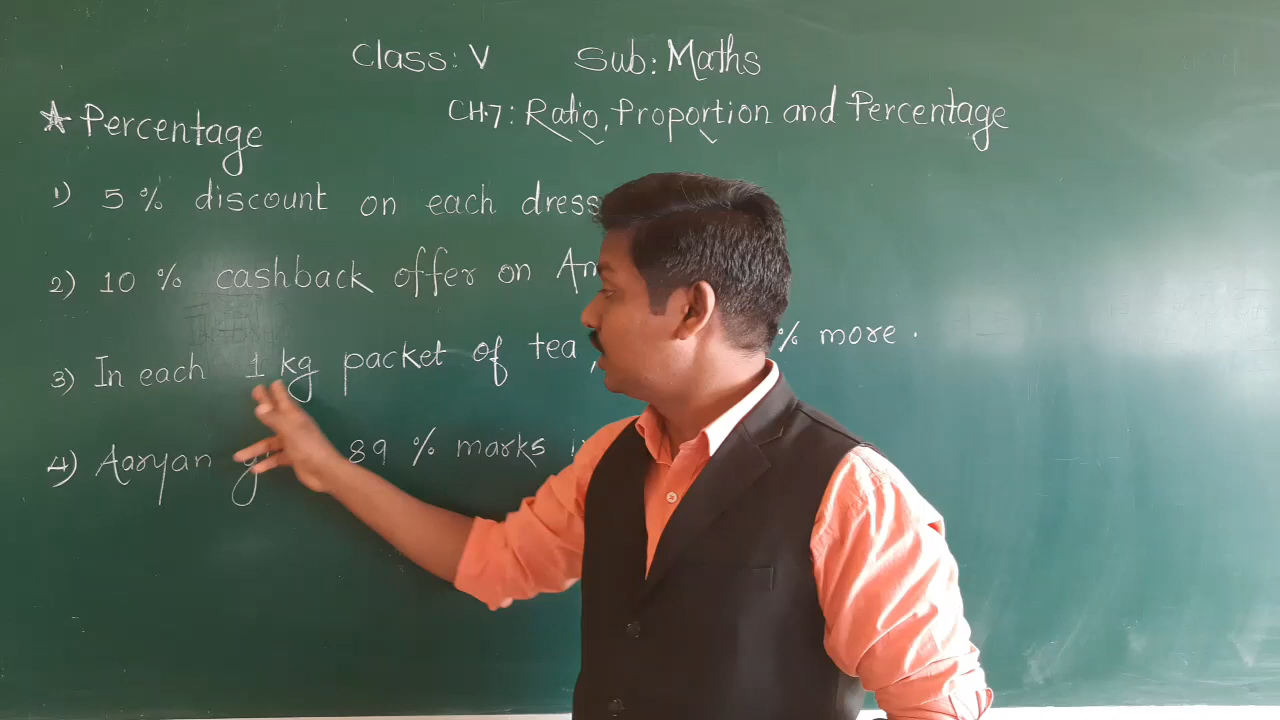 Class: V Sub: Maths
CH.7: Ratio, Proportion and Percentage
★ Percentage
1) 5 % discount on each dress
2) 10 % cashback offer on
3) In each 1 kg packet of tea, % more.
4) Aaryan 89 % marks